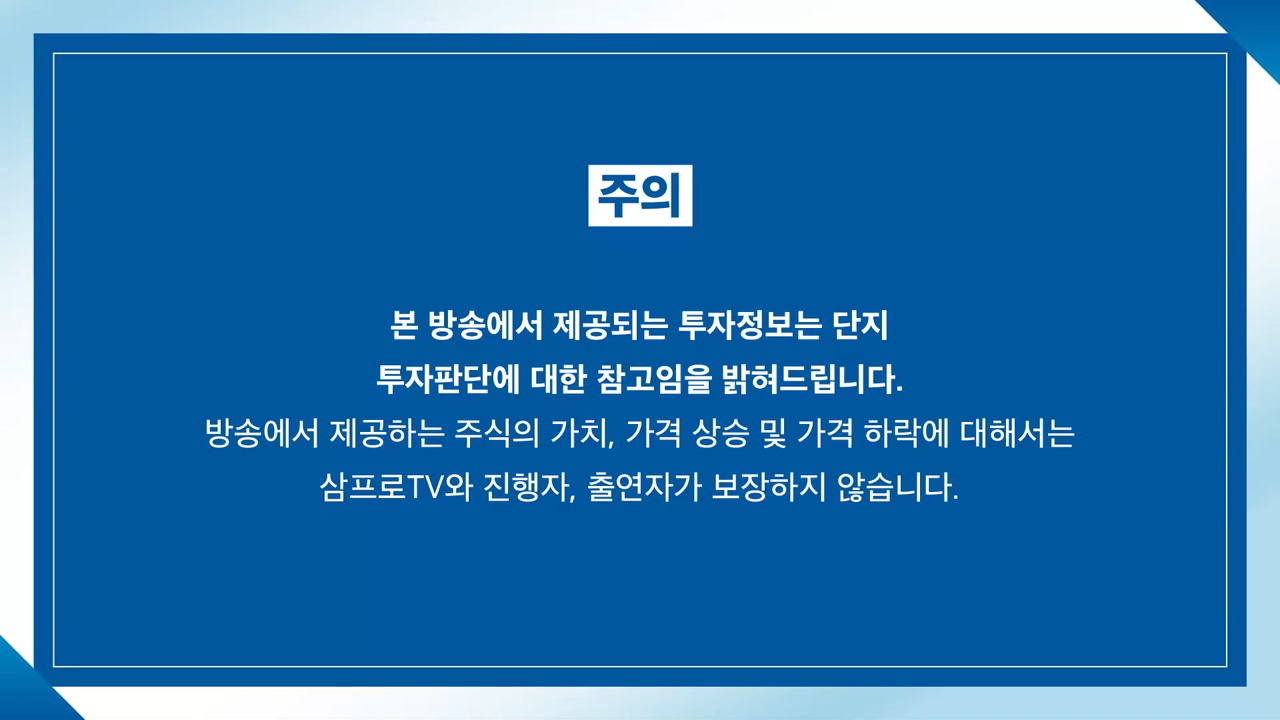 주의
본 방송에서 제공되는 투자정보는 단지
투자판단에 대한 참고임을 밝혀드립니다.
방송에서 제공하는 주식의 가치, 가격 상승 및 가격 하락에 대해서는
삼프로TV와 진행자, 출연자가 보장하지 않습니다.